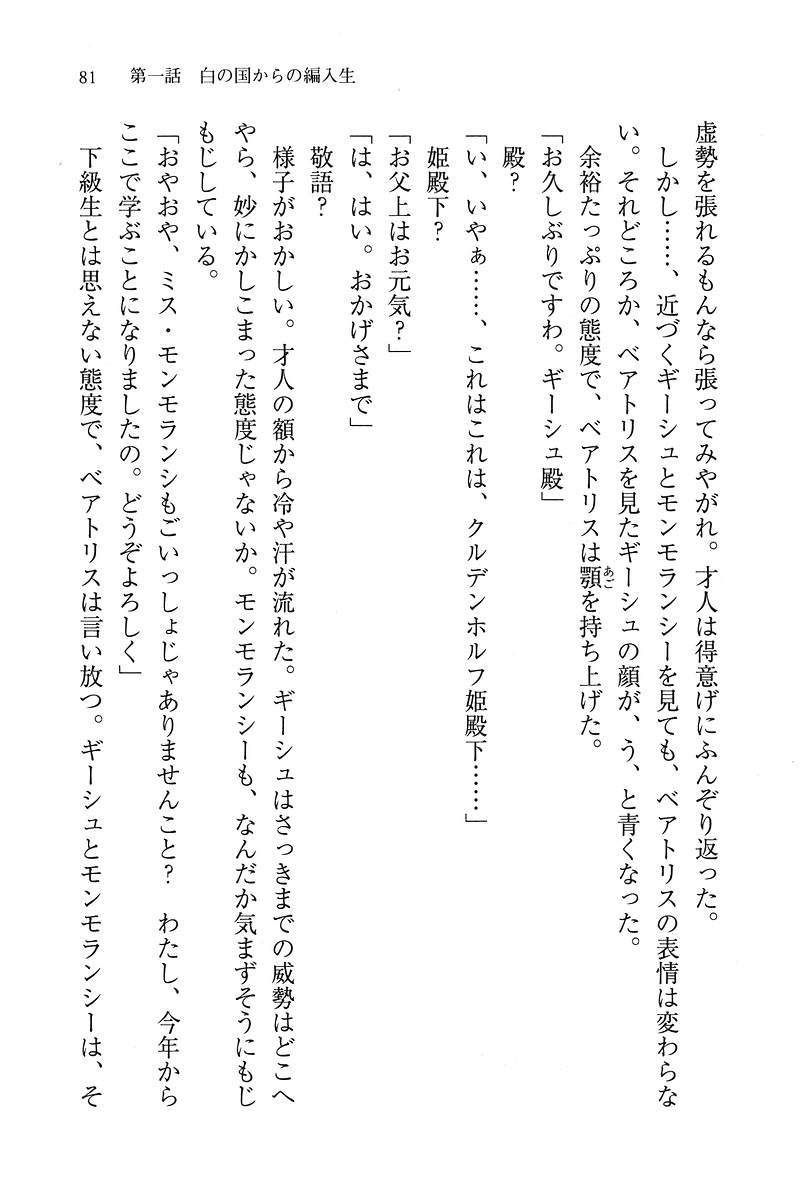 81　第一話　白の国からの編入生
虚勢を張れるもんなら張ってみやがれ。才人は得意げにふんぞり返った。
　しかし……、近づくギーシュとモンモランシーを見ても、ベアトリスの表情は変わらな
い。それどころか、ベアトリスを見たギーシュの顔が、う、と青くなった。
　余裕たっぷりの態度で、ベアトリスは顎あごを持ち上げた。
「お久しぶりですわ。ギーシュ殿」
　殿？
「い、いやぁ……、これはこれは、クルデンホルフ姫殿下……」
　姫殿下？
「お父上はお元気？」
「は、はい。おかげさまで」
　敬語？
　様子がおかしい。才人の額から冷や汗が流れた。ギーシュはさっきまでの威勢はどこへ
やら、妙にかしこまった態度じゃないか。モンモランシーも、なんだか気まずそうにもじ
もじしている。
「おやおや、ミス・モンモランシもごいっしょじゃありませんこと？　わたし、今年から
ここで学ぶことになりましたの。どうぞよろしく」
　下級生とは思えない態度で、ベアトリスは言い放つ。ギーシュとモンモランシーは、そ